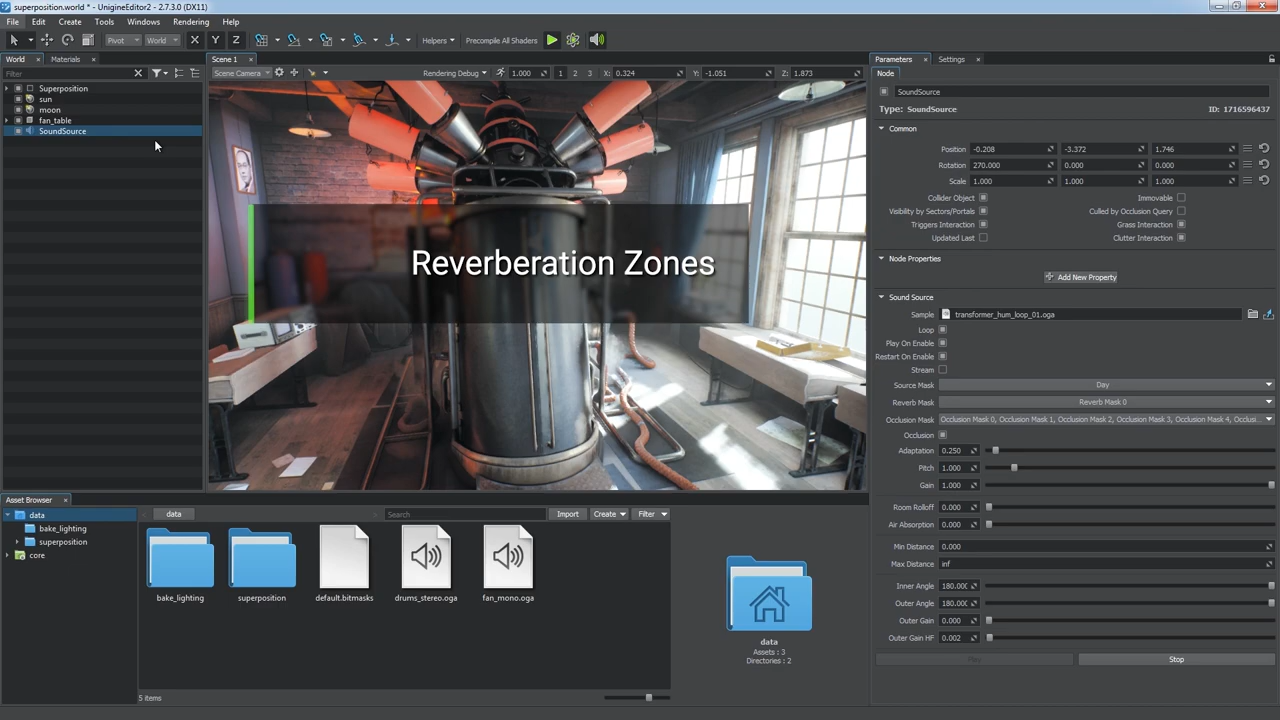 superposition.world * - UnigineEditor2 - 2.7.3.0 (DX11)
File Edit Create Tools Windows Rendering Help
Pivot World Helpers Precompile All Shaders
World Materials
Filter
Superposition
sun
moon
fan_table
SoundSource
Scene 1
Scene Camera Rendering Debug 1.000 1 2 3 X: 0.324 Y: -1.051 Z: 1.873
Reverberation Zones
Asset Browser
data
bake_lighting
superposition
core
data Search Import Create Filter
bake_lighting superposition default.bitmasks drums_stereo.oga fan_mono.oga
data
Assets : 3
Directories : 2
5 items
Parameters Settings
Node
SoundSource
Type: SoundSource ID: 1716596437
Common
Position -0.208 -3.372 1.746
Rotation 270.000 0.000 0.000
Scale 1.000 1.000 1.000
Collider Object Immovable
Visibility by Sectors/Portals Culled by Occlusion Query
Triggers Interaction Grass Interaction
Updated Last Clutter Interaction
Node Properties
Add New Property
Sound Source
Sample transformer_hum_loop_01.oga
Loop
Play On Enable
Restart On Enable
Stream
Source Mask Day
Reverb Mask Reverb Mask 0
Occlusion Mask Occlusion Mask 0, Occlusion Mask 1, Occlusion Mask 2, Occlusion Mask 3, Occlusion Mask 4, Occlus...
Occlusion
Adaptation 0.250
Pitch 1.000
Gain 1.000
Room Rolloff 0.000
Air Absorption 0.000
Min Distance 0.000
Max Distance inf
Inner Angle 180.000
Outer Angle 180.000
Outer Gain 0.000
Outer Gain HF 0.002
Play Stop